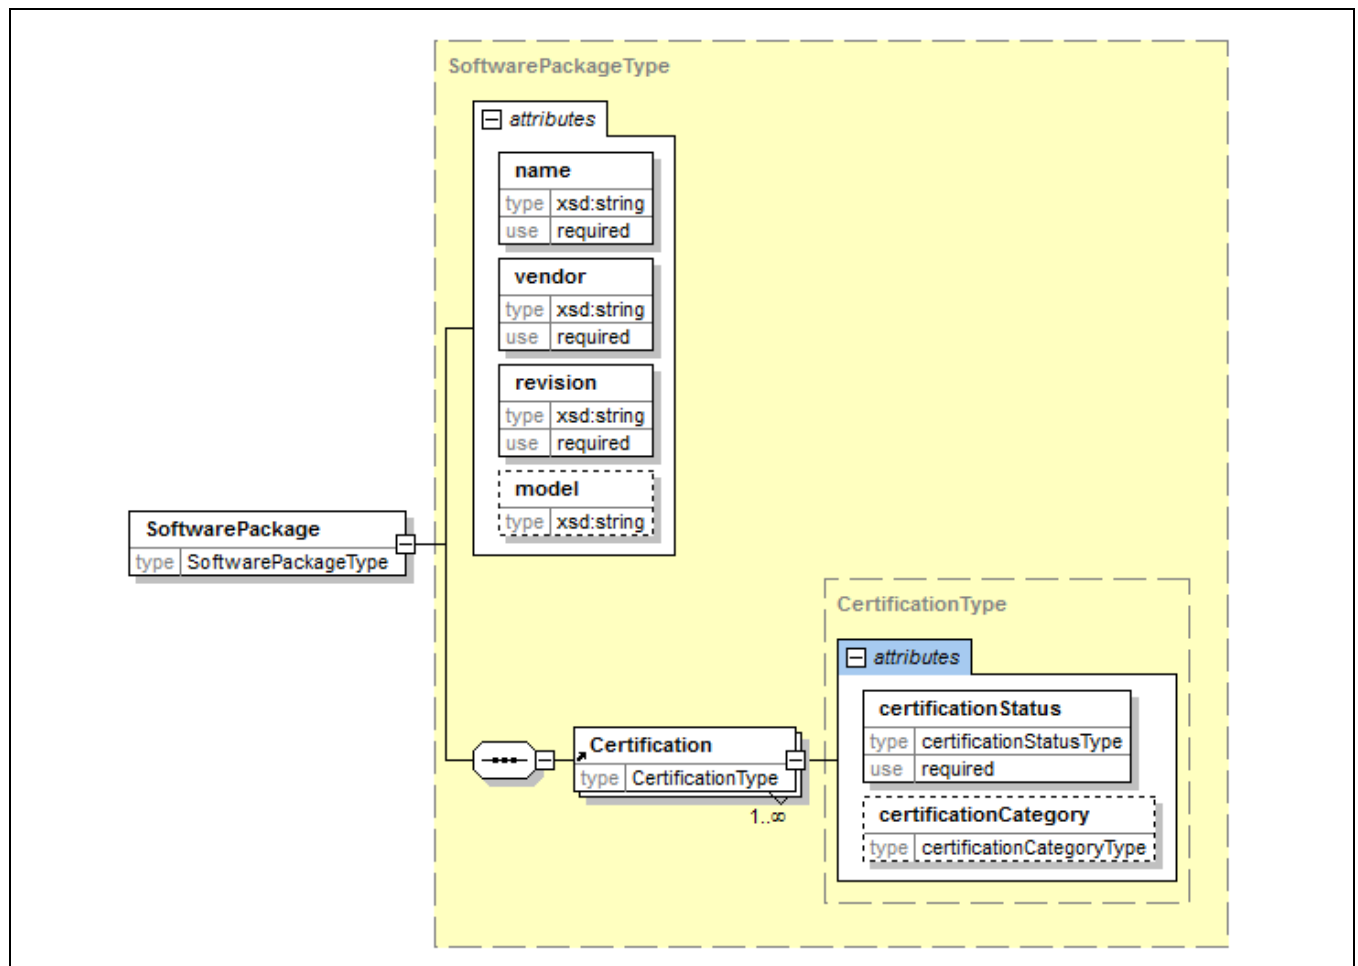 SoftwarePackageType
attributes
name
type xsd:string
use required
vendor
type xsd:string
use required
revision
type xsd:string
use required
model
type xsd:string
SoftwarePackage
type SoftwarePackageType
CertificationType
attributes
certificationStatus
type certificationStatusType
use required
certificationCategory
type certificationCategoryType
Certification
type CertificationType
1..∞